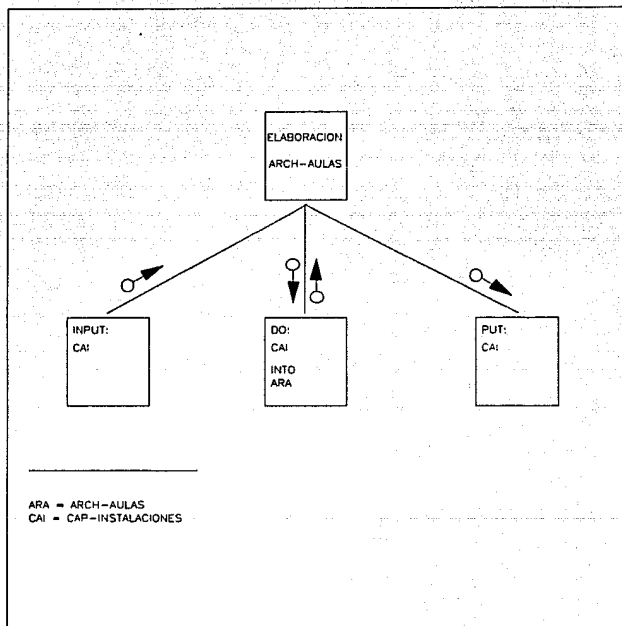 ELABORACION
ARCH-AULAS
INPUT:
CAI
DO:
CAI
INTO
ARA
PUT:
CAI
ARA = ARCH-AULAS
CAI = CAP-INSTALACIONES